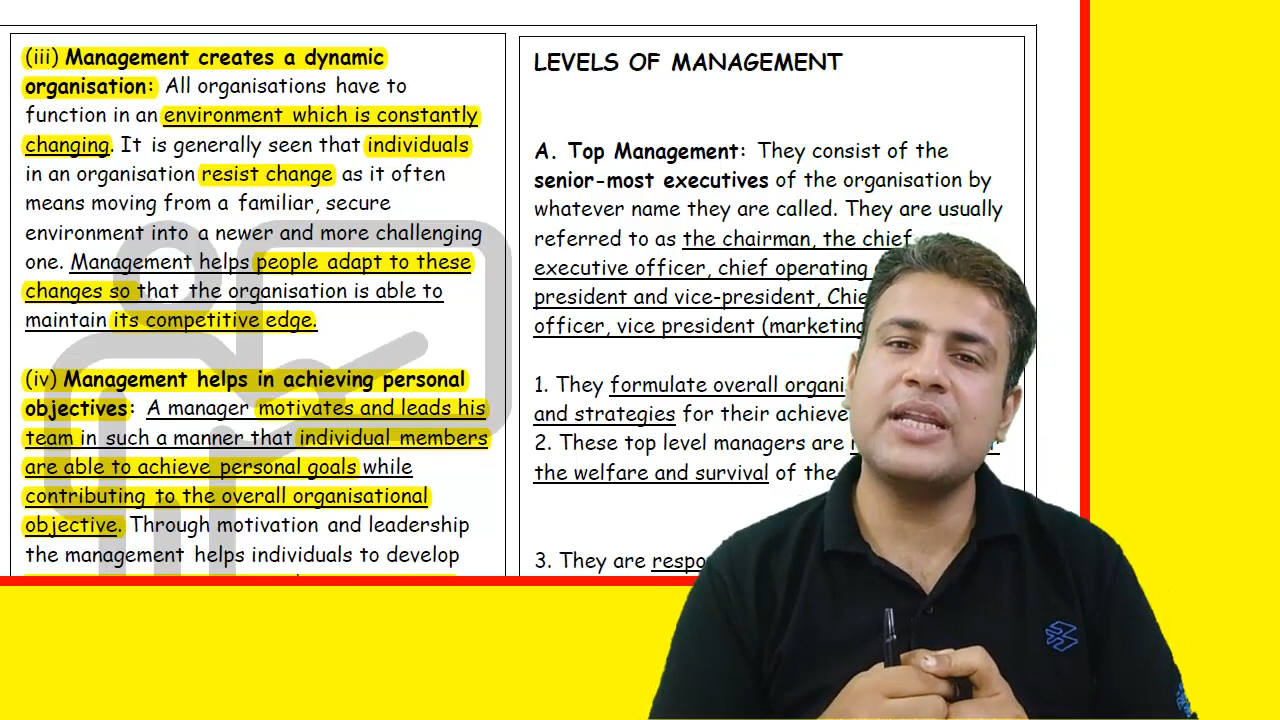 (iii) Management creates a dynamic
organisation: All organisations have to
function in an environment which is constantly
changing. It is generally seen that individuals
in an organisation resist change as it often
means moving from a familiar, secure
environment into a newer and more challenging
one. Management helps people adapt to these
changes so that the organisation is able to
maintain its competitive edge.
(iv) Management helps in achieving personal
objectives: A manager motivates and leads his
team in such a manner that individual members
are able to achieve personal goals while
contributing to the overall organisational
objective. Through motivation and leadership
the management helps individuals to develop
LEVELS OF MANAGEMENT
A. Top Management: They consist of the
senior-most executives of the organisation by
whatever name they are called. They are usually
referred to as the chairman, the chief
executive officer, chief operating
president and vice-president,
officer, vice president (marketing
1. They formulate overall
and strategies for their
2. These top level managers are
the welfare and survival of the
3. They are